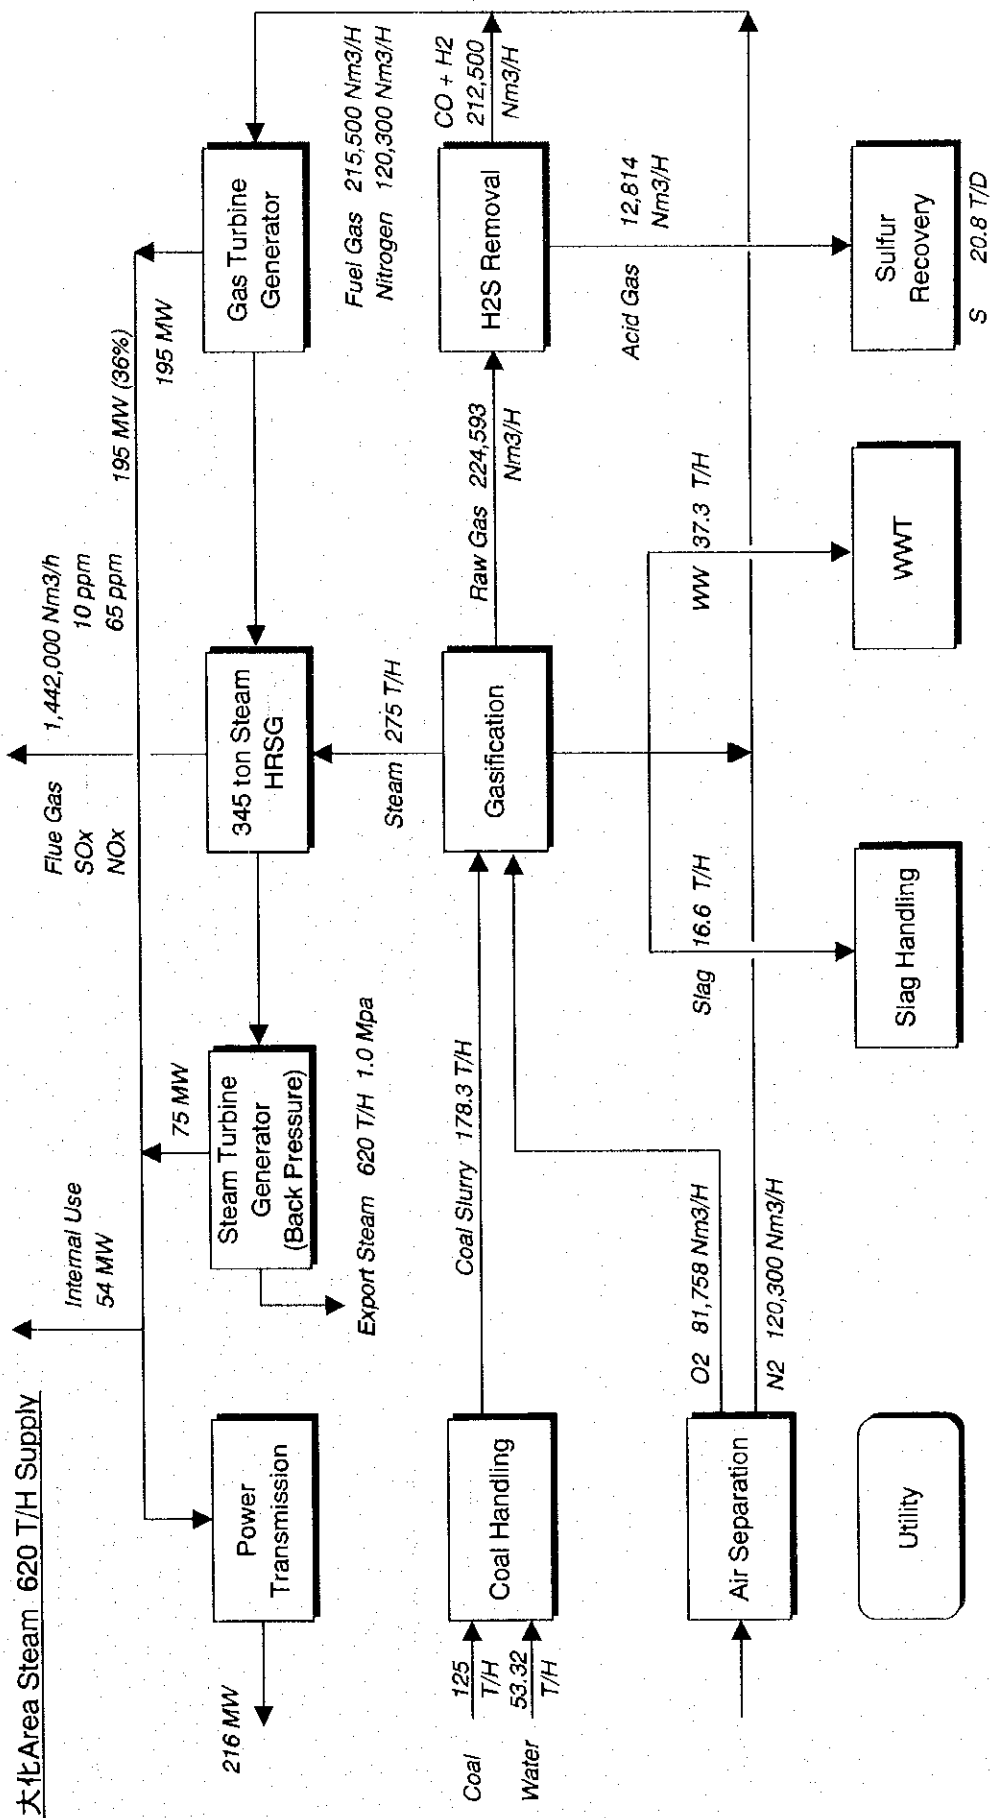 大化Area Steam 620 T/H Supply
Internal Use
54 MW
Flue Gas 1,442,000 Nm3/h
SOx 10 ppm
NOx 65 ppm
195 MW (36%)
216 MW
Power
Transmission
75 MW
Steam Turbine
Generator
(Back Pressure)
Export Steam 620 T/H 1.0 Mpa
345 ton Steam
HRSG
195 MW
Gas Turbine
Generator
Fuel Gas 215,500 Nm3/H
Nitrogen 120,300 Nm3/H
Steam 275 T/H
Coal 125
T/H
Water 53.32
T/H
Coal Handling
Coal Slurry 178.3 T/H
Gasification
Raw Gas 224,593
Nm3/H
H2S Removal
CO + H2
212,500
Nm3/H
Acid Gas 12,814
Nm3/H
Air Separation
O2 81,758 Nm3/H
N2 120,300 Nm3/H
Slag 16.6 T/H
WW 37.3 T/H
Utility
Slag Handling
WWT
Sulfur
Recovery
S 20.8 T/D